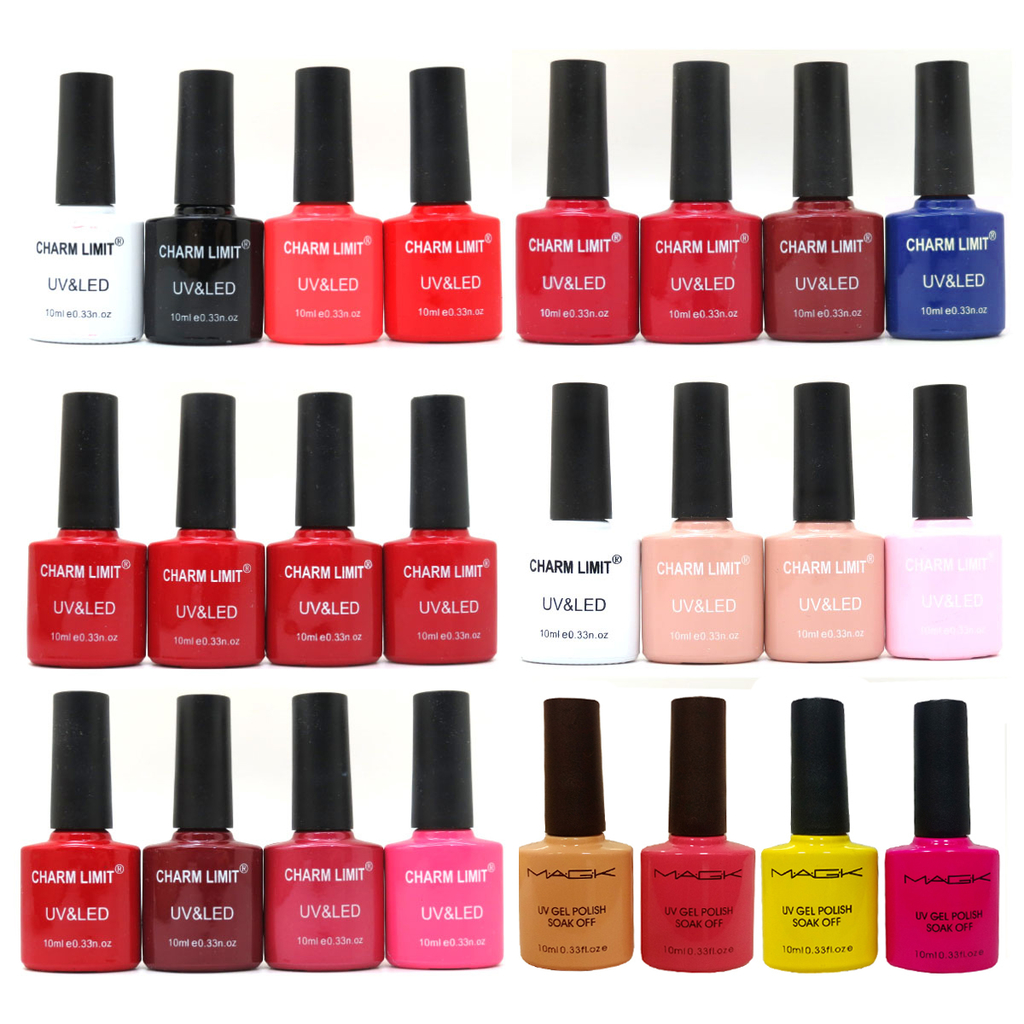 CHARM LIMIT®
UV&LED
10ml e0.33n.oz
CHARM LIMIT®
UV&LED
10ml e0.33n.oz
CHARM LIMIT®
UV&LED
10ml e0.33n.oz
CHARM LIMIT®
UV&LED
10ml e0.33n.oz
CHARM LIMIT®
UV&LED
10ml e0.33n.oz
CHARM LIMIT®
UV&LED
10ml e0.33n.oz
CHARM LIMIT®
UV&LED
10ml e0.33n.oz
CHARM LIMIT®
UV&LED
10ml e0.33n.oz
CHARM LIMIT®
UV&LED
10ml e0.33n.oz
CHARM LIMIT®
UV&LED
10ml e0.33n.oz
CHARM LIMIT®
UV&LED
10ml e0.33n.oz
CHARM LIMIT®
UV&LED
10ml e0.33n.oz
CHARM LIMIT®
UV&LED
10ml e0.33n.oz
CHARM LIMIT®
UV&LED
10ml e0.33n.oz
CHARM LIMIT®
UV&LED
10ml e0.33n.oz
CHARM LIMIT®
UV&LED
10ml e0.33n.oz
CHARM LIMIT®
UV&LED
10ml e0.33n.oz
CHARM LIMIT®
UV&LED
10ml e0.33n.oz
CHARM LIMIT®
UV&LED
10ml e0.33n.oz
CHARM LIMIT®
UV&LED
10ml e0.33n.oz
MAGK
UV GEL POLISH
SOAK OFF
10ml 0.33fl.oz e
MAGK
UV GEL POLISH
SOAK OFF
10ml 0.33fl.oz e
MAGK
UV GEL POLISH
SOAK OFF
10ml 0.33fl.oz e
MAGK
UV GEL POLISH
SOAK OFF
10ml 0.33fl.oz e